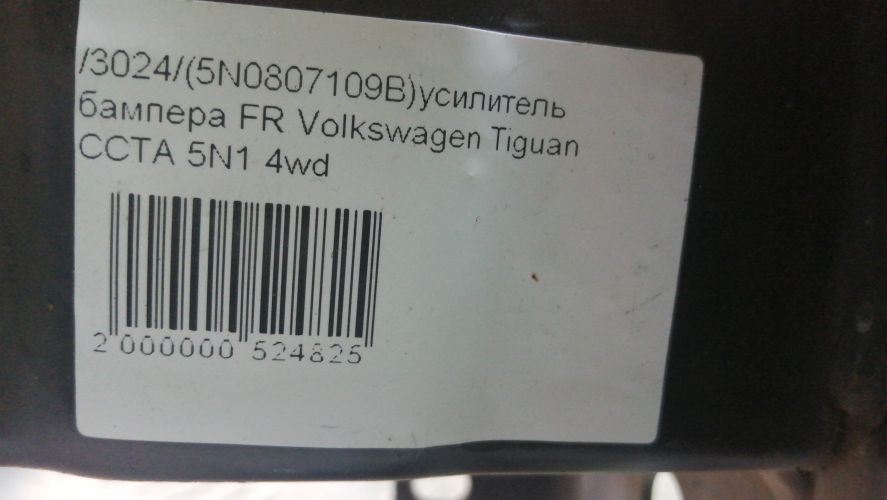 /3024/(5N0807109B)усилитель
бампера FR Volkswagen Tiguan
CCTA 5N1 4wd
2 000000 524825